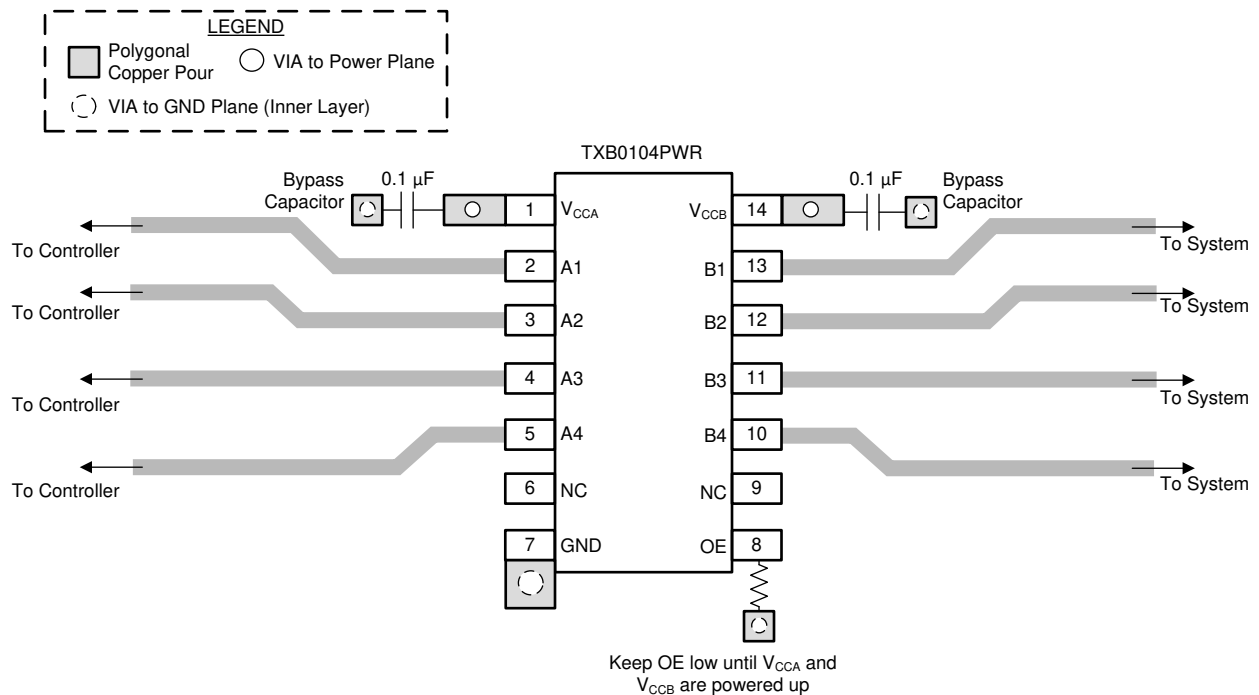 LEGEND
Polygonal
Copper Pour
VIA to Power Plane
VIA to GND Plane (Inner Layer)
TXB0104PWR
Bypass
Capacitor
0.1 µF
0.1 µF
Bypass
Capacitor
1 VCCA
VCCB 14
To Controller
To System
2 A1
B1 13
To Controller
To System
3 A2
B2 12
To Controller
To System
4 A3
B3 11
To Controller
To System
5 A4
B4 10
6 NC
NC 9
7 GND
OE 8
Keep OE low until VCCA and
VCCB are powered up